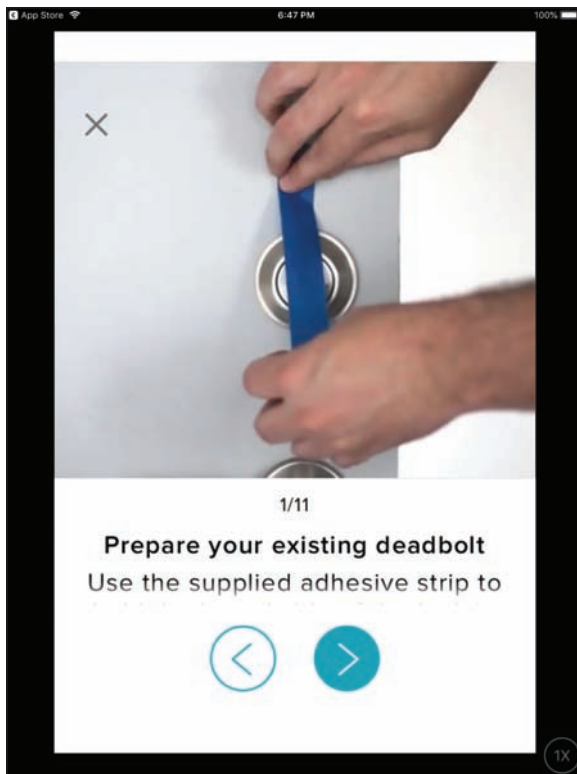 App Store
6:47 PM
100%
1/11
Prepare your existing deadbolt
Use the supplied adhesive strip to
1X